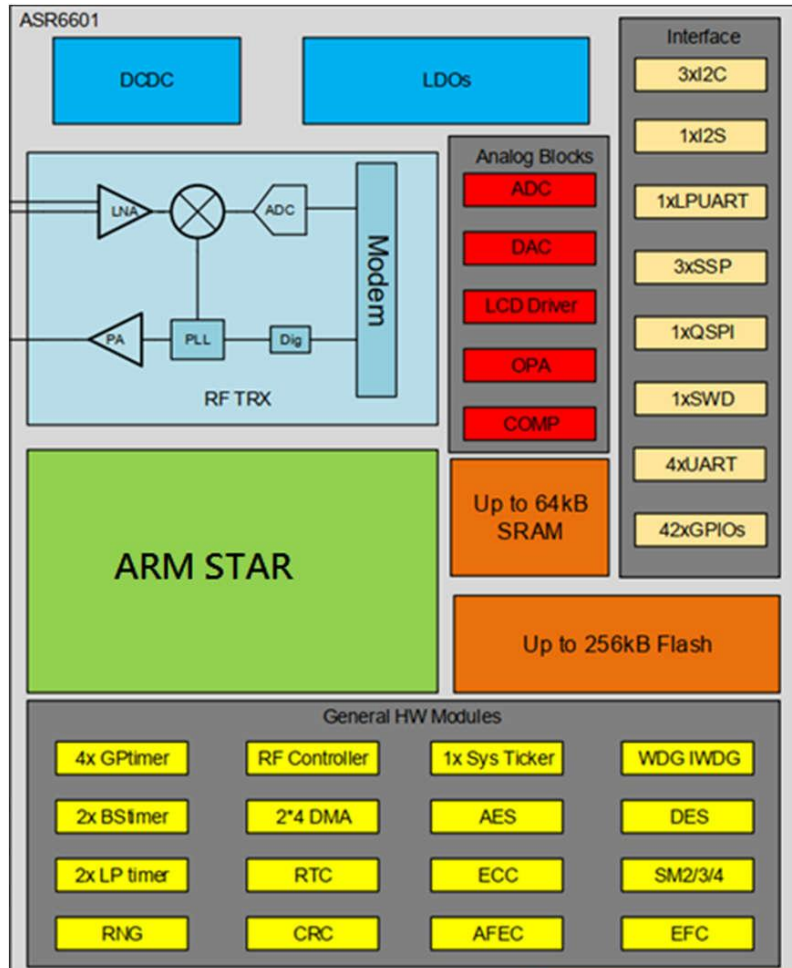 ASR6601
DCDC
LDOs
Interface
3xI2C
1xI2S
1xLPUART
3xSSP
1xQSPI
1xSWD
4xUART
42xGPIOs
LNA
ADC
Modem
PA
PLL
Dig
RF TRX
Analog Blocks
ADC
DAC
LCD Driver
OPA
COMP
ARM STAR
Up to 64kB
SRAM
Up to 256kB Flash
General HW Modules
4x GPtimer
RF Controller
1x Sys Ticker
WDG IWDG
2x BStimer
2*4 DMA
AES
DES
2x LP timer
RTC
ECC
SM2/3/4
RNG
CRC
AFEC
EFC